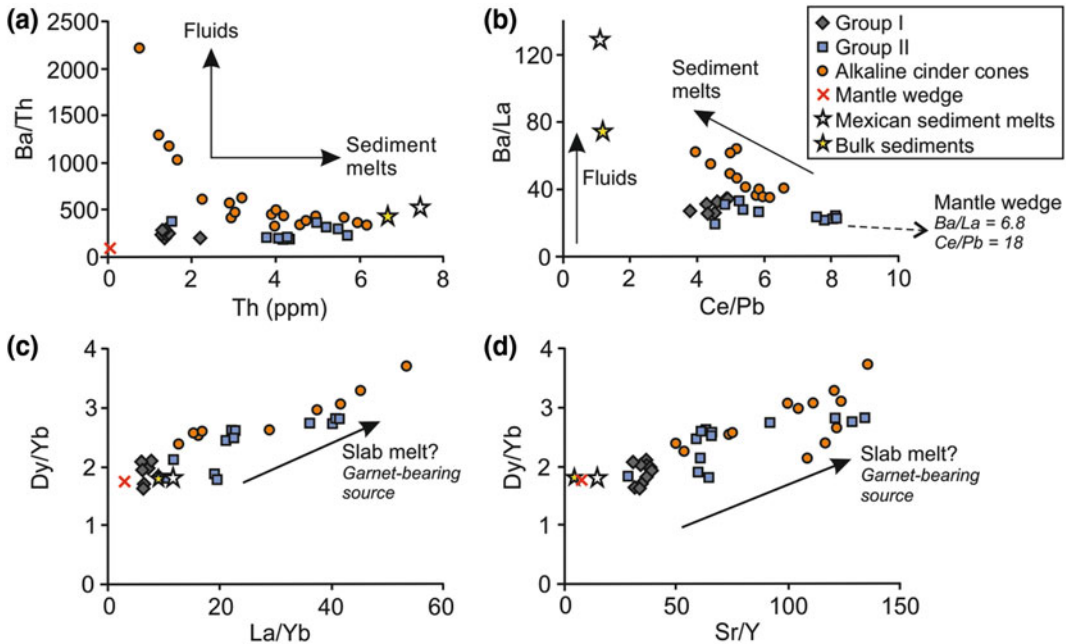 (a)
2500
2000
1500
1000
500
0
Ba/Th
Fluids
Sediment
melts
0
2
4
6
8
Th (ppm)
(b)
120
80
40
0
Ba/La
Sediment
melts
Fluids
Mantle wedge
Ba/La = 6.8
Ce/Pb = 18
0
2
4
6
8
10
Ce/Pb
Group I
Group II
Alkaline cinder cones
Mantle wedge
Mexican sediment melts
Bulk sediments
(c)
4
3
2
1
0
Dy/Yb
Slab melt?
Garnet-bearing
source
0
20
40
60
La/Yb
(d)
4
3
2
1
0
Dy/Yb
Slab melt?
Garnet-bearing
source
0
50
100
150
Sr/Y